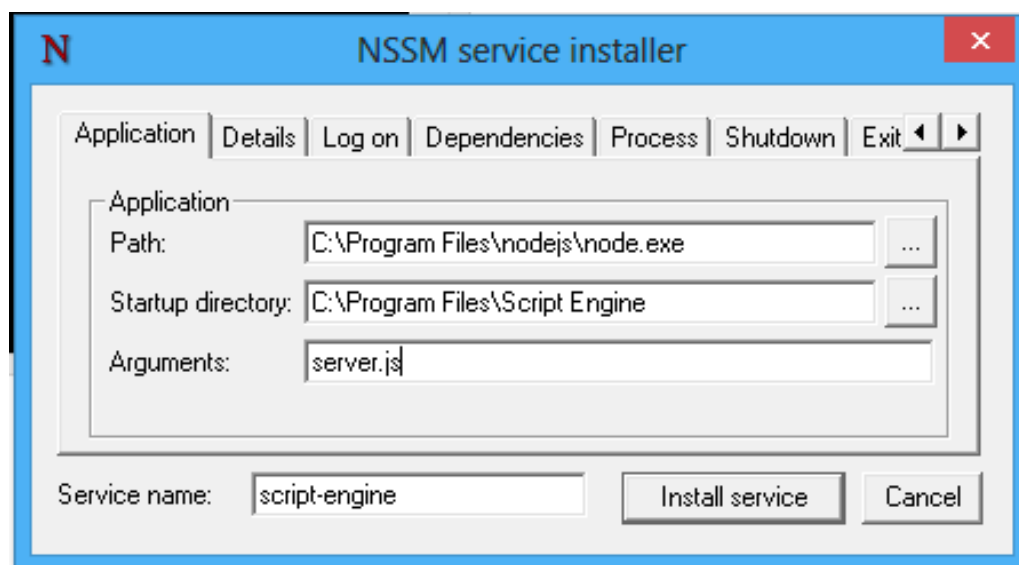 N NSSM service installer
Application Details Log on Dependencies Process Shutdown Exit
Application
Path: C:\Program Files\nodejs\node.exe ...
Startup directory: C:\Program Files\Script Engine ...
Arguments: server.js
Service name: script-engine Install service Cancel